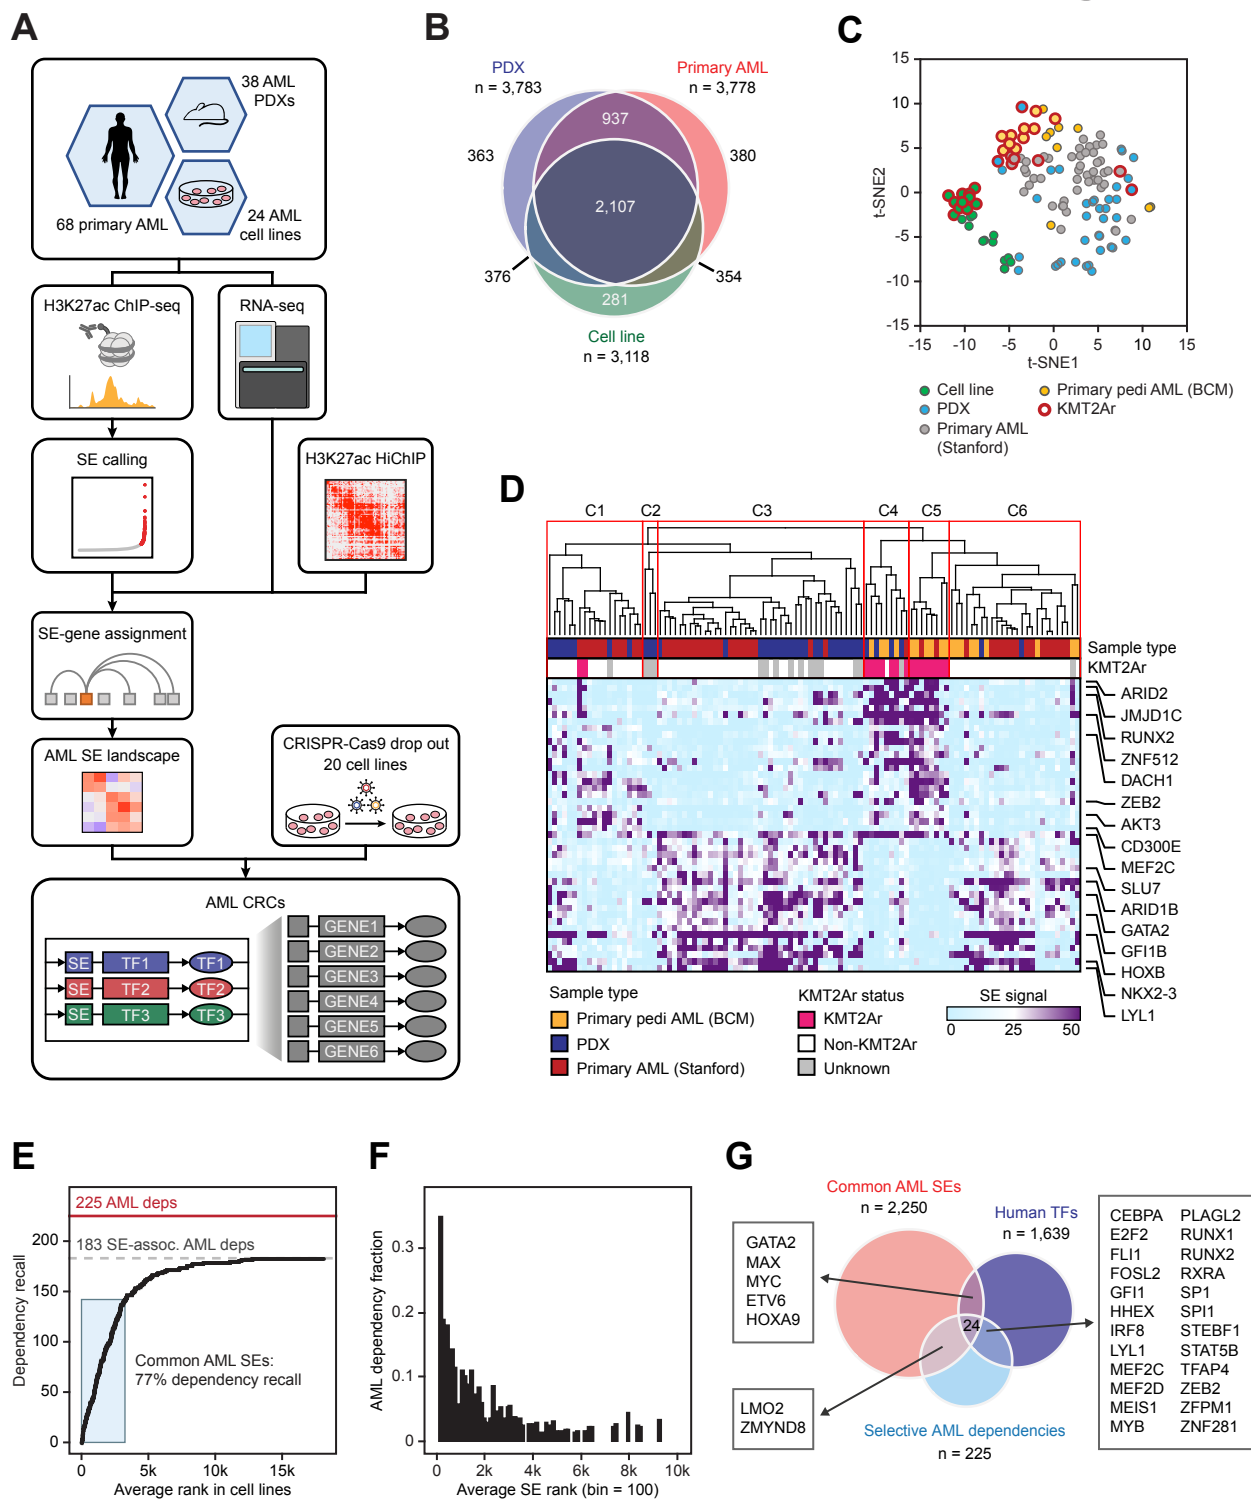 A
38 AML
PDXs
68 primary AML
24 AML
cell lines
H3K27ac ChIP-seq
RNA-seq
SE calling
H3K27ac HiChIP
SE-gene assignment
AML SE landscape
CRISPR-Cas9 drop out
20 cell lines
AML CRCs
SE TF1 TF1
SE TF2 TF2
SE TF3 TF3
GENE1
GENE2
GENE3
GENE4
GENE5
GENE6
B
PDX
n = 3,783
Primary AML
n = 3,778
937
363
380
2,107
376
354
281
Cell line
n = 3,118
C
15
10
5
0
-5
-10
-15
t-SNE2
-15 -10 -5 0 5 10 15
t-SNE1
Cell line
PDX
Primary AML
(Stanford)
Primary pedi AML (BCM)
KMT2Ar
D
C1 C2 C3 C4 C5 C6
Sample type
KMT2Ar
ARID2
JMJD1C
RUNX2
ZNF512
DACH1
ZEB2
AKT3
CD300E
MEF2C
SLU7
ARID1B
GATA2
GFI1B
HOXB
NKX2-3
LYL1
Sample type
Primary pedi AML (BCM)
PDX
Primary AML (Stanford)
KMT2Ar status
KMT2Ar
Non-KMT2Ar
Unknown
SE signal
0 25 50
E
225 AML deps
183 SE-assoc. AML deps
Common AML SEs:
77% dependency recall
Dependency recall
200
150
100
50
0
0 5k 10k 15k
Average rank in cell lines
F
AML dependency fraction
0.3
0.2
0.1
0
0 2k 4k 6k 8k 10k
Average SE rank (bin = 100)
G
Common AML SEs
n = 2,250
Human TFs
n = 1,639
24
Selective AML dependencies
n = 225
GATA2
MAX
MYC
ETV6
HOXA9
LMO2
ZMYND8
CEBPA PLAGL2
E2F2 RUNX1
FLI1 RUNX2
FOSL2 RXRA
GFI1 SP1
HHEX SPI1
IRF8 STEBF1
LYL1 STAT5B
MEF2C TFAP4
MEF2D ZEB2
MEIS1 ZFPM1
MYB ZNF281